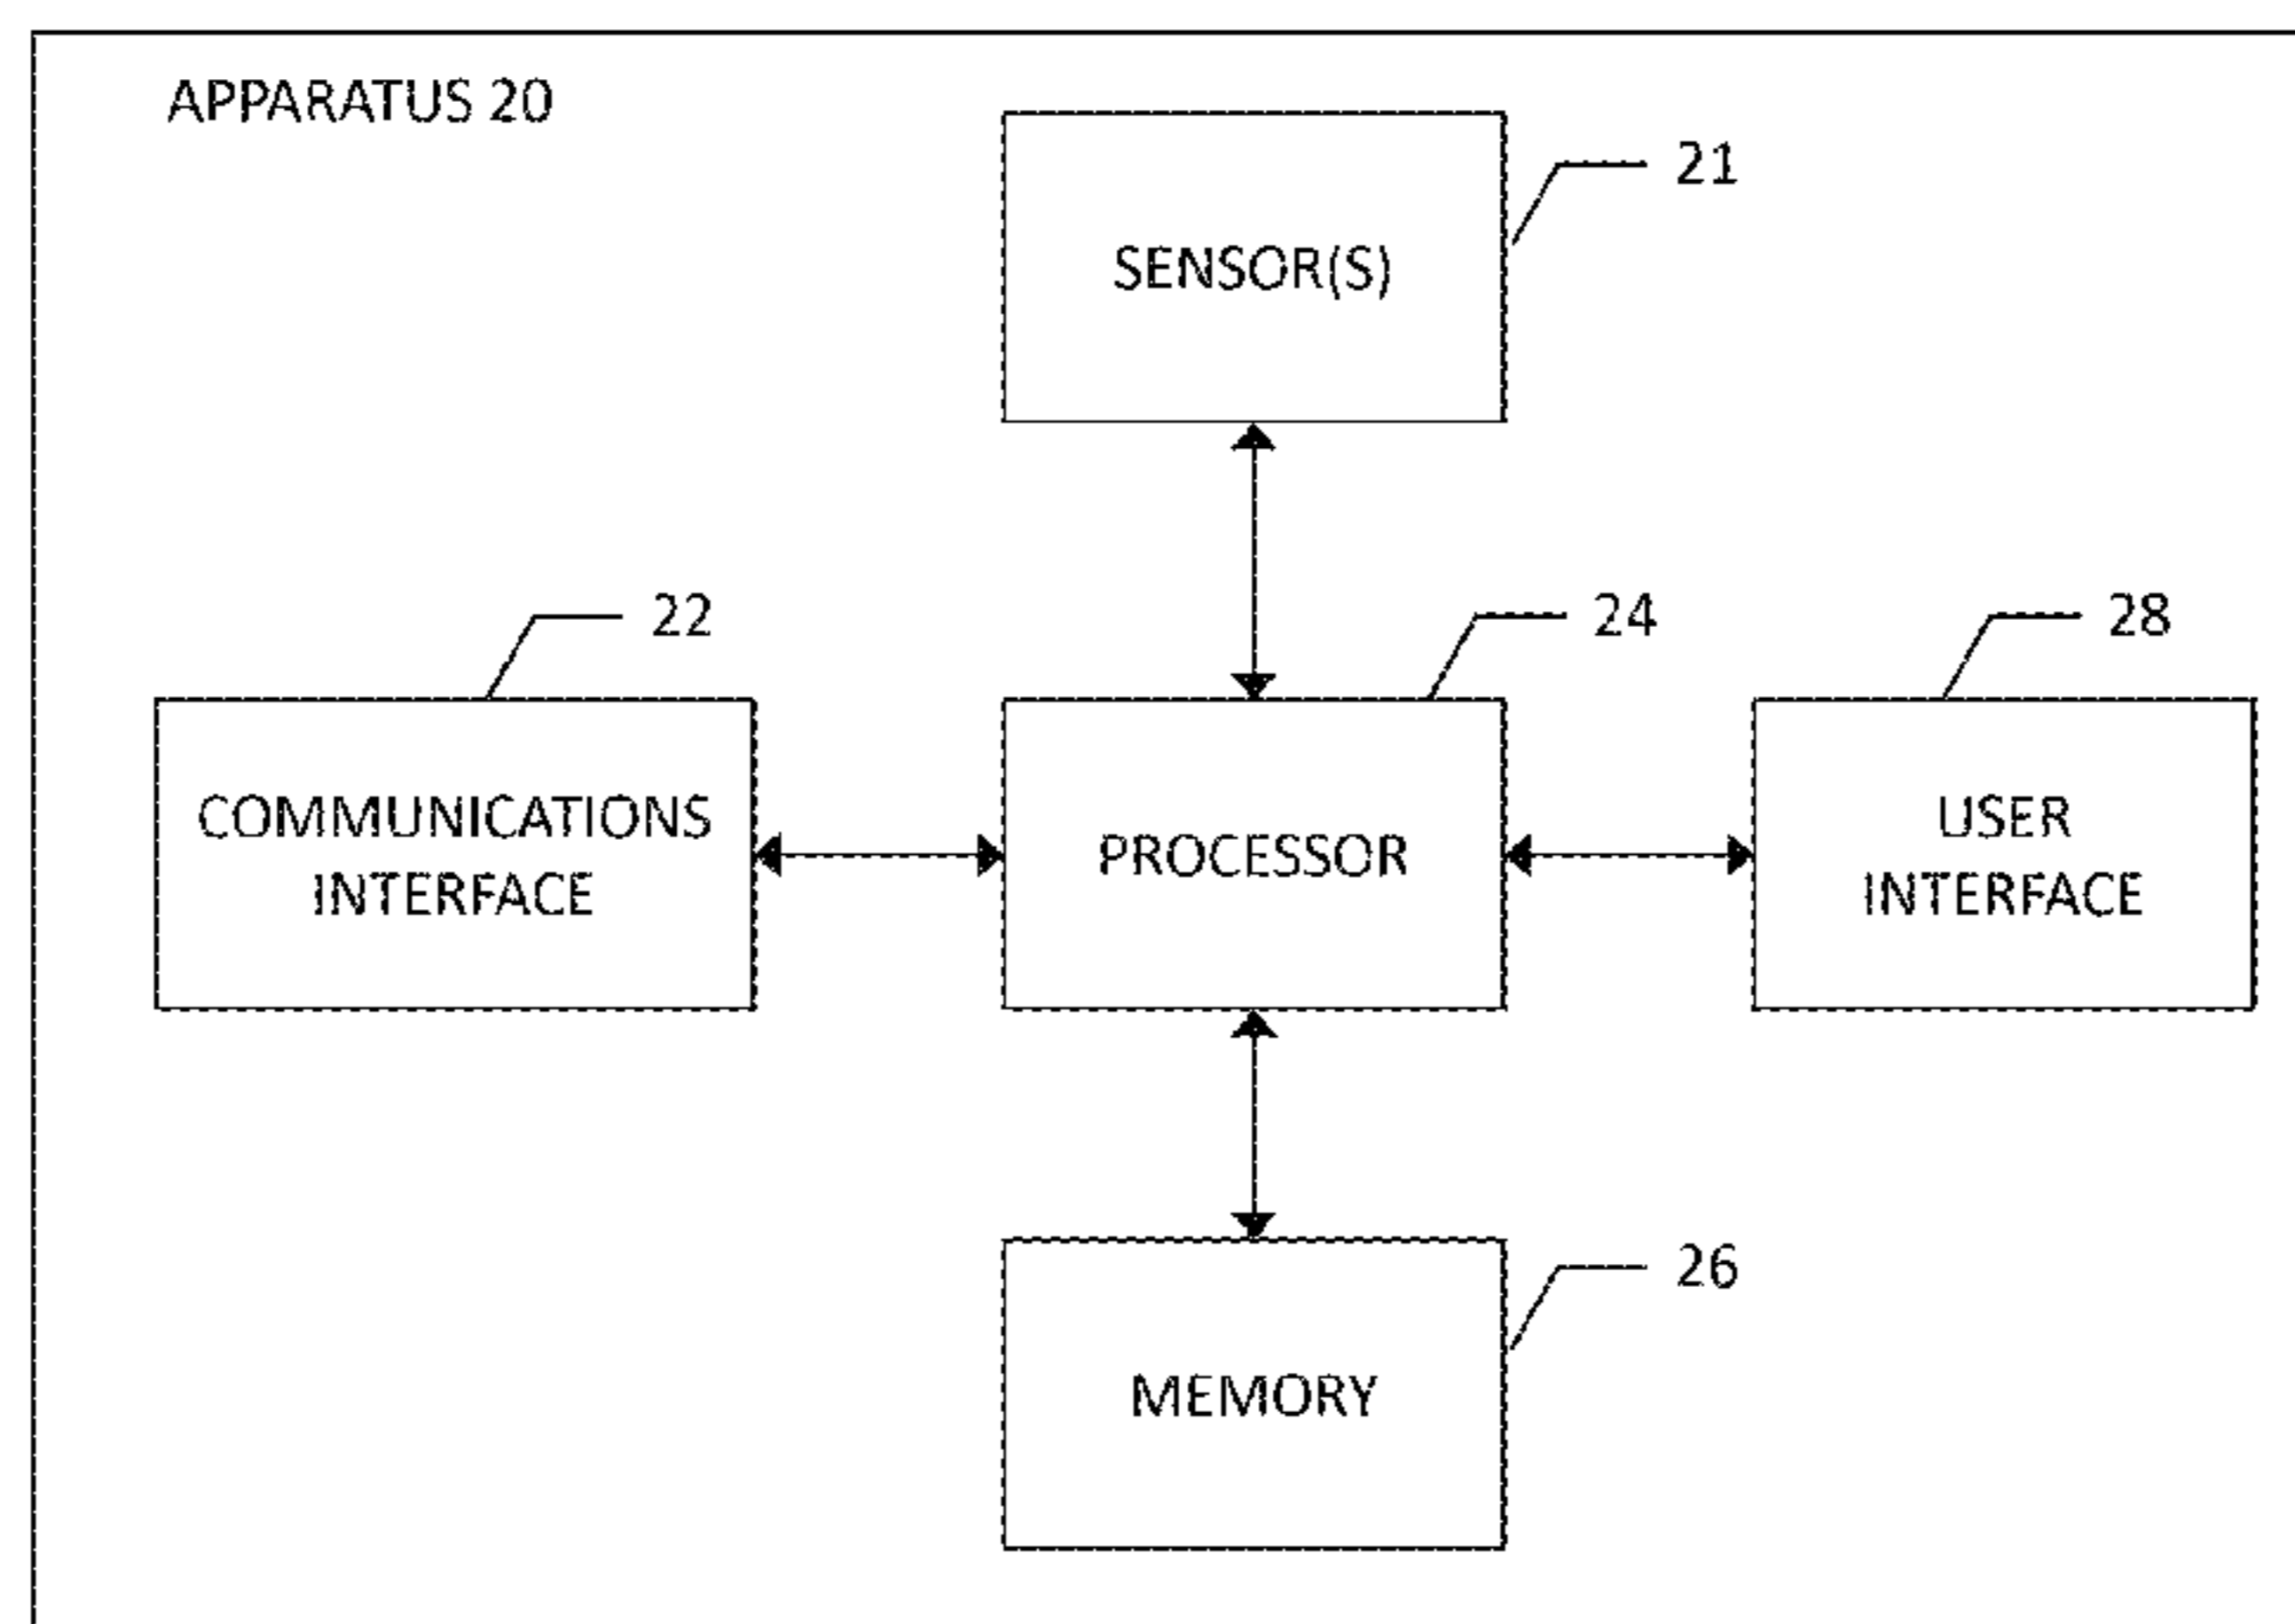 APPARATUS 20
21
SENSOR(S)
22
24
28
COMMUNICATIONS
INTERFACE
PROCESSOR
USER
INTERFACE
26
MEMORY